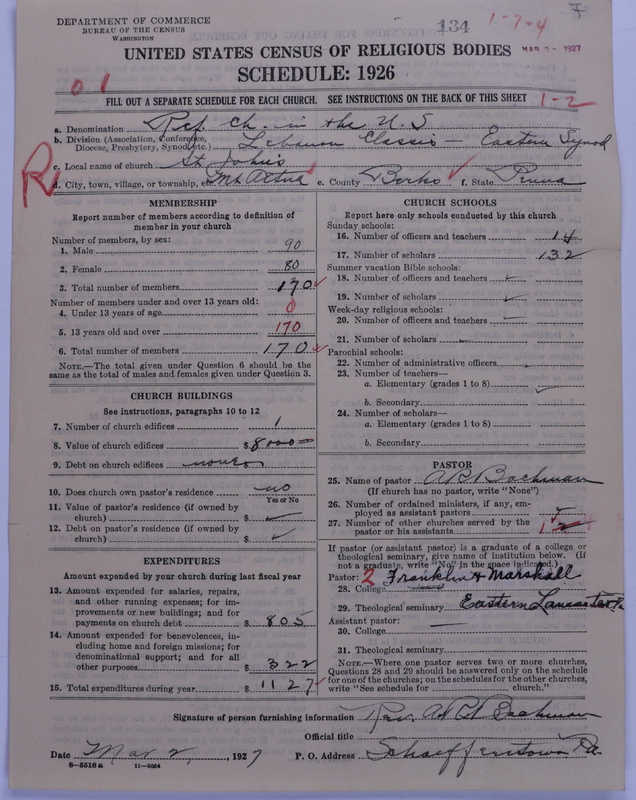 DEPARTMENT OF COMMERCE
BUREAU OF THE CENSUS
WASHINGTON
134
1-7-4
MAR 3- 1927
UNITED STATES CENSUS OF RELIGIOUS BODIES
SCHEDULE: 1926
0 1
FILL OUT A SEPARATE SCHEDULE FOR EACH CHURCH. SEE INSTRUCTIONS ON THE BACK OF THIS SHEET
1-2
a. Denomination Ref. Ch. in the U.S
b. Division (Association, Conference, Diocese, Presbytery, Synod, etc.) Lebanon Classis - Eastern Synod
c. Local name of church St John's
R
d. City, town, village, or township, etc. Mt Aetna e. County Berks f. State Penna
MEMBERSHIP
Report number of members according to definition of
member in your church
Number of members, by sex:
1. Male 90
2. Female 80
3. Total number of members 170
Number of members under and over 13 years old:
4. Under 13 years of age 0
5. 13 years old and over 170
6. Total number of members 170
NOTE.—The total given under Question 6 should be
same as the total of males and females given under Question 3.
CHURCH BUILDINGS
See instructions, paragraphs 10 to 12
7. Number of church edifices 1
8. Value of church edifices $ 8000
9. Debt on church edifices none
10. Does church own pastor's residence no
Yes or No
11. Value of pastor's residence (if owned by
church) $
12. Debt on pastor's residence (if owned by
church) $
EXPENDITURES
Amount expended by your church during last fiscal year
13. Amount expended for salaries, repairs,
and other running expenses; for im-
provements or new buildings; and for
payments on church debt $ 805
14. Amount expended for benevolences, in-
cluding home and foreign missions; for
denominational support; and for all
other purposes $ 322
15. Total expenditures during year $ 1127
CHURCH SCHOOLS
Report here only schools conducted by this church
Sunday schools:
16. Number of officers and teachers 14
17. Number of scholars 132
Summer vacation Bible schools:
18. Number of officers and teachers
19. Number of scholars
Week-day religious schools:
20. Number of officers and teachers
21. Number of scholars
Parochial schools:
22. Number of administrative officers
23. Number of teachers—
a. Elementary (grades 1 to 8)
b. Secondary
24. Number of scholars—
a. Elementary (grades 1 to 8)
b. Secondary
PASTOR
25. Name of pastor Bachman
(If church has no pastor, write "None")
26. Number of ordained ministers, if any, em-
ployed as assistant pastors
27. Number of other churches served by the
pastor or his assistants 1
If pastor (or assistant pastor) is a graduate of a college or
theological seminary, give name of institution below. (If
not a graduate, write "No" in the space indicated.)
Pastor: 2
28. College Franklin & Marshall
29. Theological seminary Eastern Lancaster Pa
Assistant pastor:
30. College
31. Theological seminary
NOTE.—Where one pastor serves two or more churches,
Questions 28 and 29 should be answered only on the schedule
for one of the churches; on the schedules for the other churches,
write "See schedule for church."
Signature of person furnishing information Rev. Bachman
Official title
Date Mar 2, 1927 P. O. Address Schaefferstown Pa.
8-5518 a 11-9084